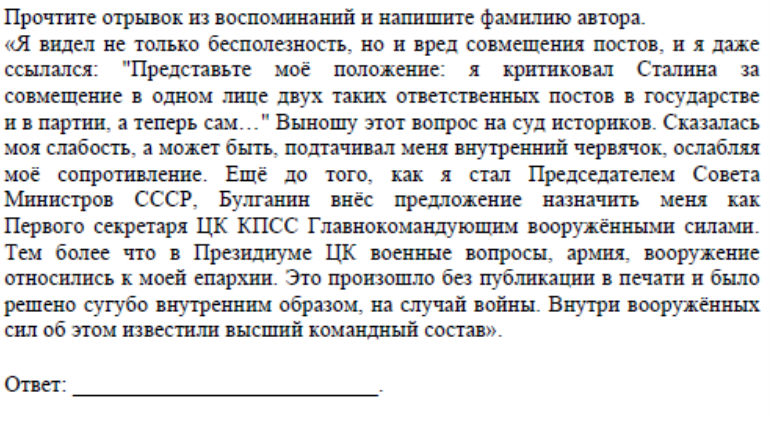 Прочтите отрывок из воспоминаний и напишите фамилию автора.
«Я видел не только бесполезность, но и вред совмещения постов, и я даже
ссылался: "Представьте моё положение: я критиковал Сталина за
совмещение в одном лице двух таких ответственных постов в государстве
и в партии, а теперь сам…" Выношу этот вопрос на суд историков. Сказалась
моя слабость, а может быть, подтачивал меня внутренний червячок, ослабляя
моё сопротивление. Ещё до того, как я стал Председателем Совета
Министров СССР, Булганин внёс предложение назначить меня как
Первого секретаря ЦК КПСС Главнокомандующим вооружёнными силами.
Тем более что в Президиуме ЦК военные вопросы, армия, вооружение
относились к моей епархии. Это произошло без публикации в печати и было
решено сугубо внутренним образом, на случай войны. Внутри вооружённых
сил об этом известили высший командный состав».
Ответ: ____________________________.